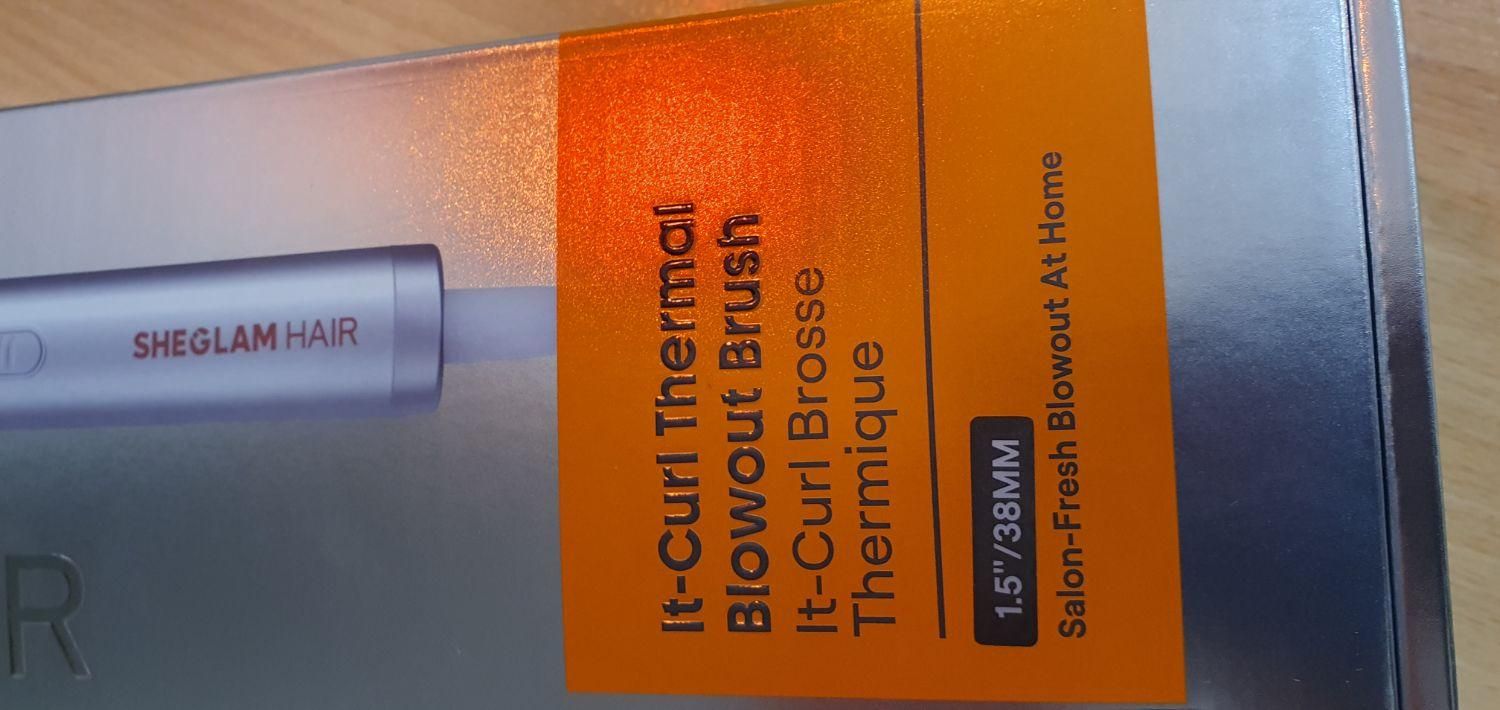 SHEGLAM HAIR
R
It-Curl Thermal
Blowout Brush
It-Curl Brosse
Thermique
1.5"/38MM
Salon-Fresh Blowout At Home